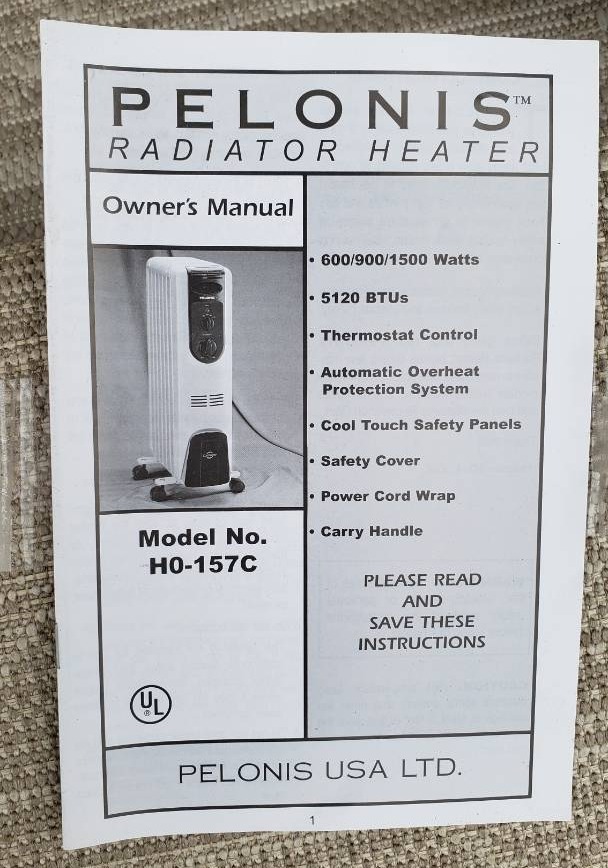 PELONIS™
RADIATOR HEATER
Owner's Manual
PELONIS
Model No.
H0-157C
UL
®
• 600/900/1500 Watts
• 5120 BTUs
• Thermostat Control
• Automatic Overheat
Protection System
• Cool Touch Safety Panels
• Safety Cover
• Power Cord Wrap
• Carry Handle
PLEASE READ
AND
SAVE THESE
INSTRUCTIONS
PELONIS USA LTD.
1